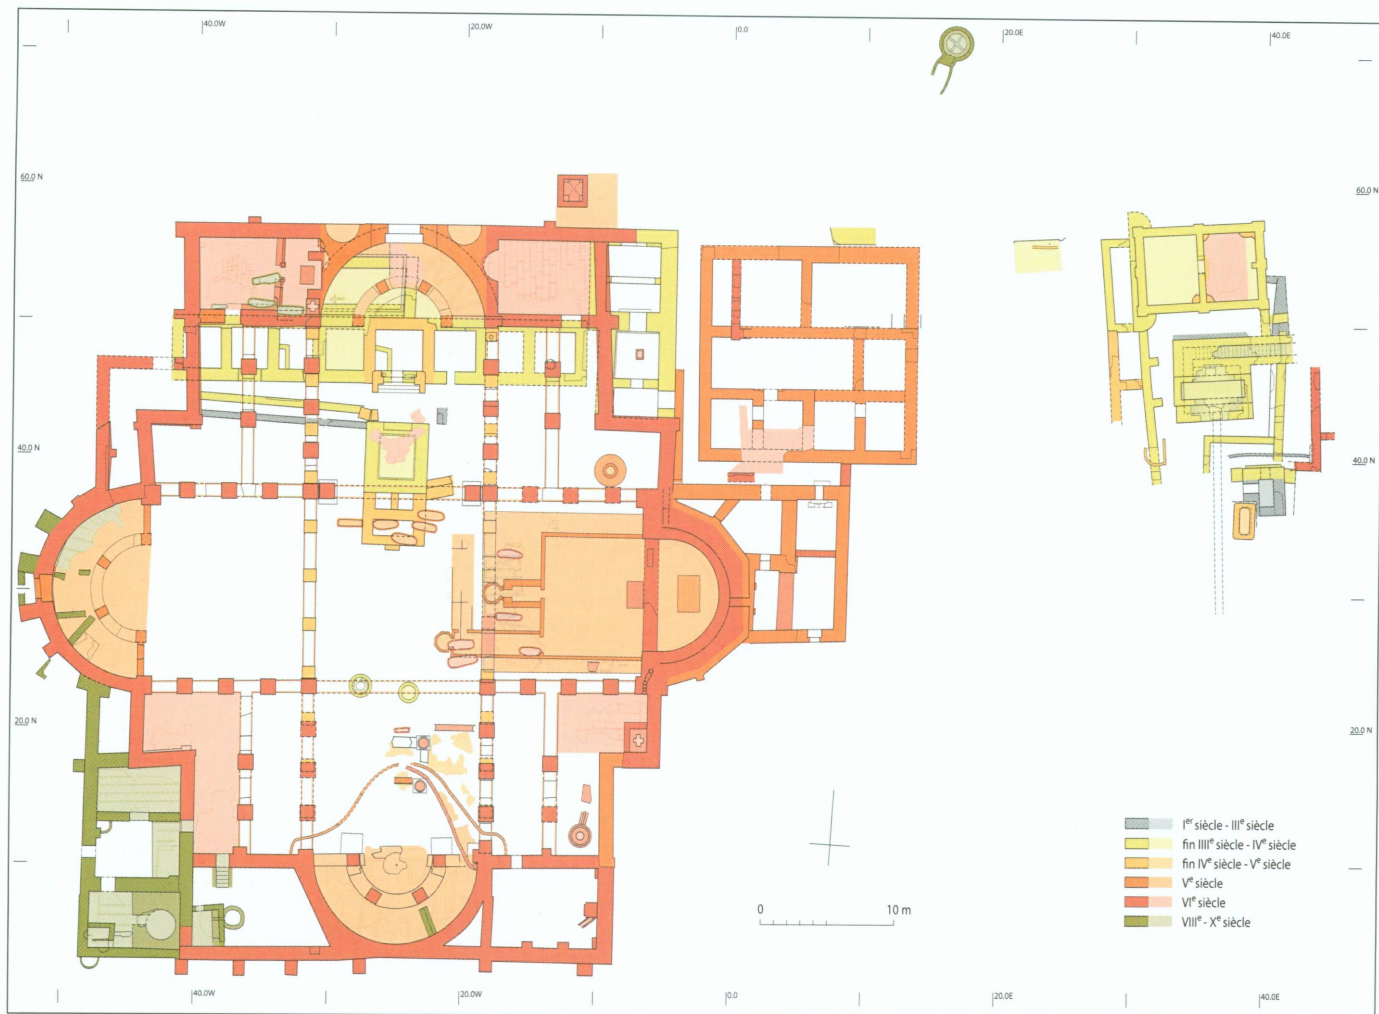 40.0W
20.0W
0.0
20.0E
40.0E
60.0 N
60.0 N
40.0 N
40.0 N
20.0 N
20.0 N
Ier siècle - IIIe siècle
fin IIIIe siècle - IVe siècle
fin IVe siècle - Ve siècle
Ve siècle
VIe siècle
VIIIe - Xe siècle
0 10 m
40.0W
20.0W
0.0
20.0E
40.0E